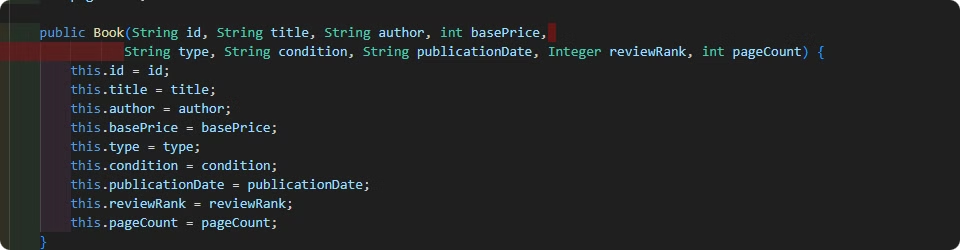 public Book(String id, String title, String author, int basePrice,
String type, String condition, String publicationDate, Integer reviewRank, int pageCount) {
this.id = id;
this.title = title;
this.author = author;
this.basePrice = basePrice;
this.type = type;
this.condition = condition;
this.publicationDate = publicationDate;
this.reviewRank = reviewRank;
this.pageCount = pageCount;
}